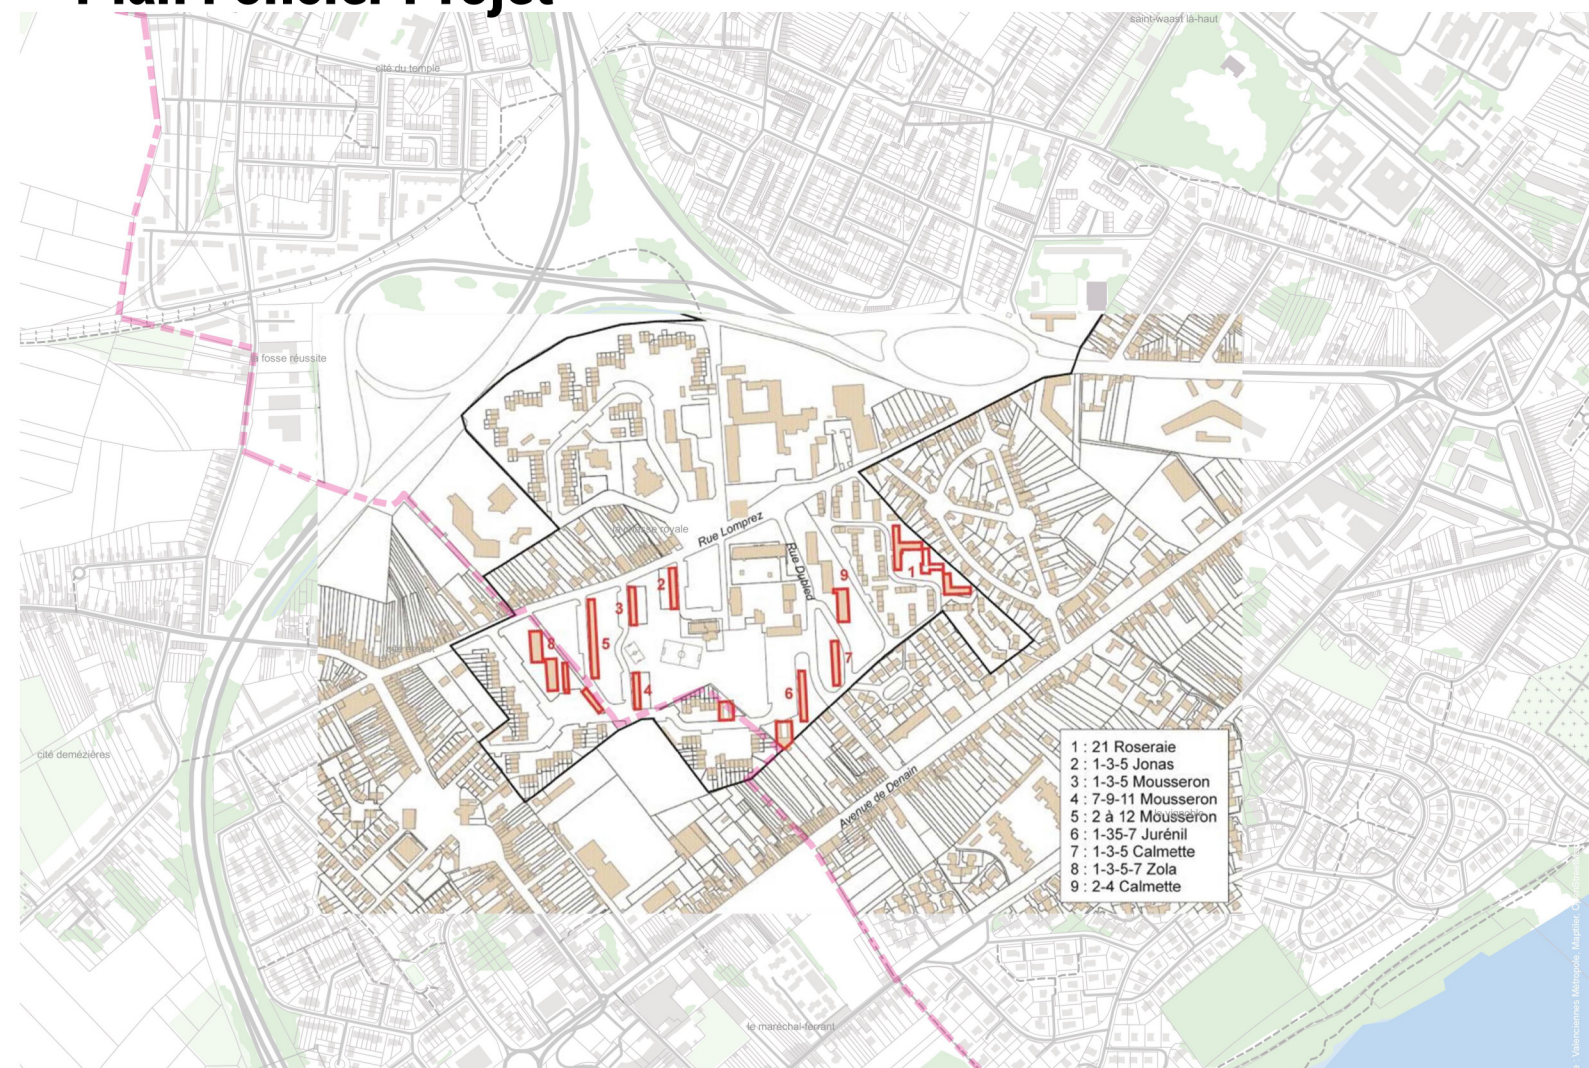 Plan Foncier Projet
saint-waast là-haut
cité du temple
la fosse réussite
la chasse royale
Rue Lomprez
Rue Dubled
1
2
3
4
5
6
7
8
9
cité demézières
Avenue de Denain
1 : 21 Roseraie
2 : 1-3-5 Jonas
3 : 1-3-5 Mousseron
4 : 7-9-11 Mousseron
5 : 2 à 12 Mousseron
6 : 1-35-7 Jurénil
7 : 1-3-5 Calmette
8 : 1-3-5-7 Zola
9 : 2-4 Calmette
le maréchal-ferrant
Valenciennes Métropole, Maptiler,